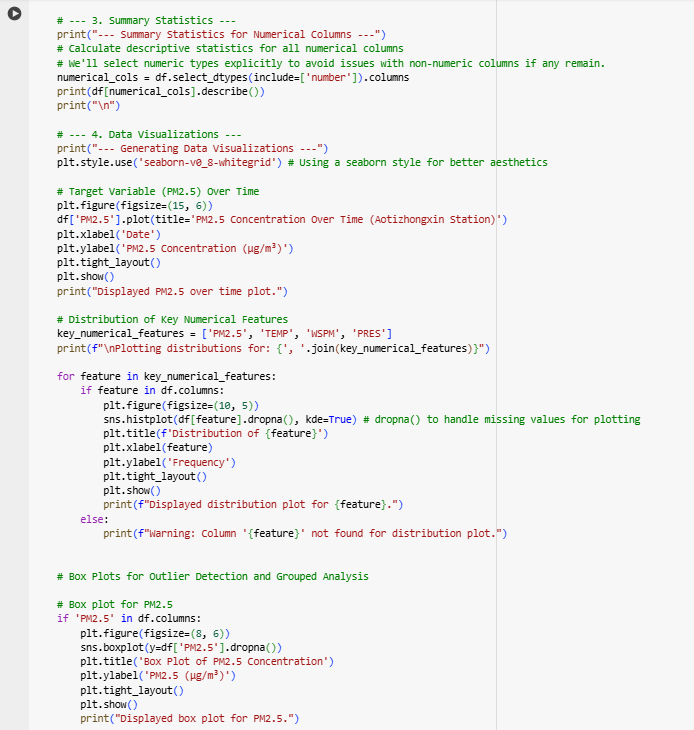 # --- 3. Summary Statistics ---
print("--- Summary Statistics for Numerical Columns ---")
# Calculate descriptive statistics for all numerical columns
# We'll select numeric types explicitly to avoid issues with non-numeric columns if any remain.
numerical_cols = df.select_dtypes(include=['number']).columns
print(df[numerical_cols].describe())
print("\n")

# --- 4. Data Visualizations ---
print("--- Generating Data Visualizations ---")
plt.style.use('seaborn-v0_8-whitegrid') # Using a seaborn style for better aesthetics

# Target Variable (PM2.5) Over Time
plt.figure(figsize=(15, 6))
df['PM2.5'].plot(title='PM2.5 Concentration Over Time (Aotizhongxin Station)')
plt.xlabel('Date')
plt.ylabel('PM2.5 Concentration (µg/m³)')
plt.tight_layout()
plt.show()
print("Displayed PM2.5 over time plot.")

# Distribution of Key Numerical Features
key_numerical_features = ['PM2.5', 'TEMP', 'WSPM', 'PRES']
print(f"\nPlotting distributions for: {', '.join(key_numerical_features)}")

for feature in key_numerical_features:
    if feature in df.columns:
        plt.figure(figsize=(10, 5))
        sns.histplot(df[feature].dropna(), kde=True) # dropna() to handle missing values for plotting
        plt.title(f'Distribution of {feature}')
        plt.xlabel(feature)
        plt.ylabel('Frequency')
        plt.tight_layout()
        plt.show()
        print(f"Displayed distribution plot for {feature}.")
    else:
        print(f"Warning: Column '{feature}' not found for distribution plot.")

# Box Plots for Outlier Detection and Grouped Analysis

# Box plot for PM2.5
if 'PM2.5' in df.columns:
    plt.figure(figsize=(8, 6))
    sns.boxplot(y=df['PM2.5'].dropna())
    plt.title('Box Plot of PM2.5 Concentration')
    plt.ylabel('PM2.5 (µg/m³)')
    plt.tight_layout()
    plt.show()
    print("Displayed box plot for PM2.5.")